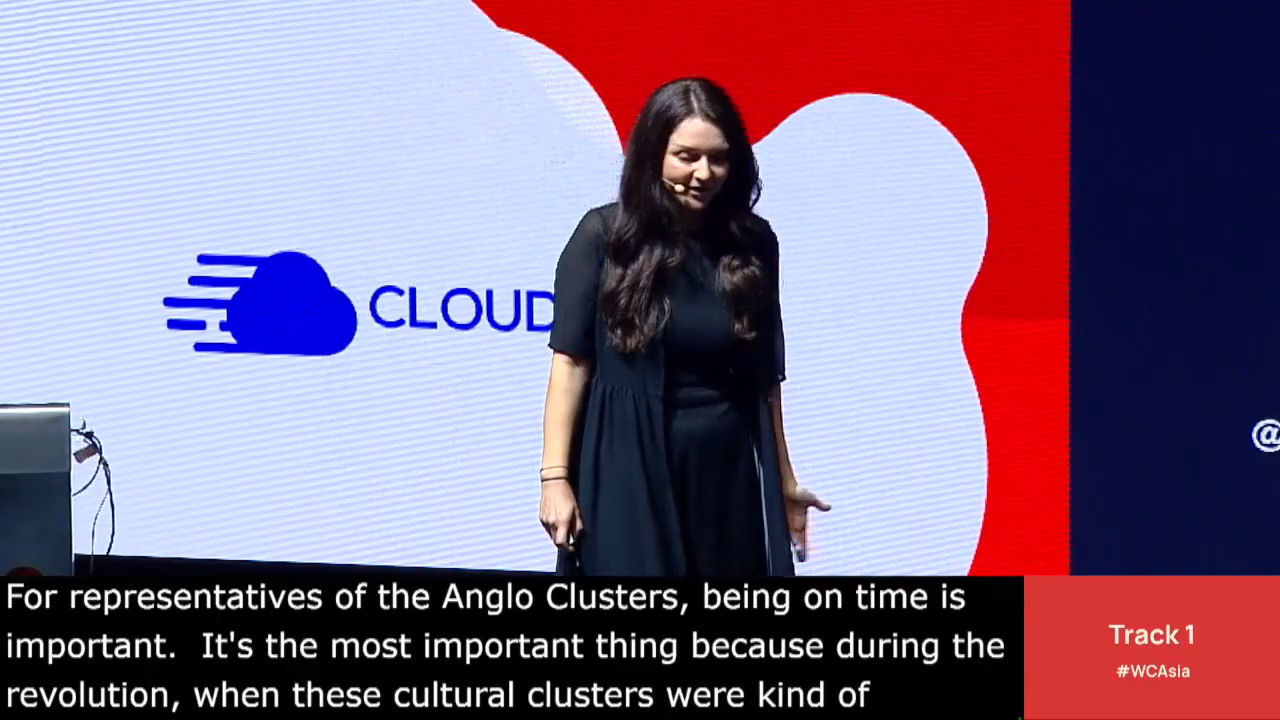 CLOUD
@
For representatives of the Anglo Clusters, being on time is
important.  It's the most important thing because during the
revolution, when these cultural clusters were kind of
Track 1
#WCAsia